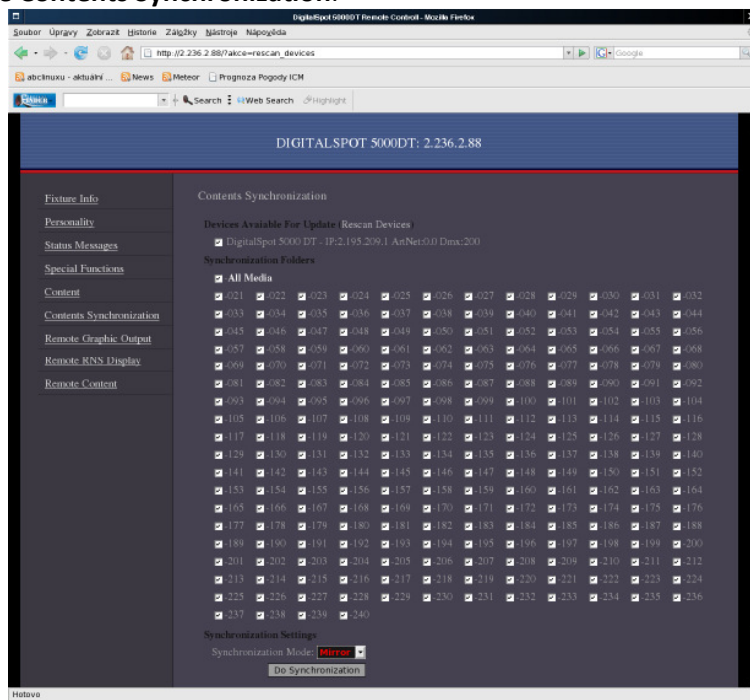 Contents Synchronization.
DigitalSpot 5000DT Remote Controll - Mozilla Firefox
Soubor Úpravy Zobrazit Historie Záložky Nástroje Nápověda
http://2.236.2.88/?akce=rescan_devices
Google
abclinuxu - aktuální ... News Meteor Prognoza Pogody ICM
Search Web Search Highlight
DIGITALSPOT 5000DT: 2.236.2.88
Fixture Info
Personality
Status Messages
Special Functions
Content
Contents Synchronization
Remote Graphic Output
Remote RNS Display
Remote Content
Contents Synchronization
Devices Avaiable For Update (Rescan Devices)
DigitalSpot 5000 DT - IP:2.195.209.1 ArtNet:0.0 Dmx:200
Synchronization Folders
-All Media
-021 -022 -023 -024 -025 -026 -027 -028 -029 -030 -031 -032
-033 -034 -035 -036 -037 -038 -039 -040 -041 -042 -043 -044
-045 -046 -047 -048 -049 -050 -051 -052 -053 -054 -055 -056
-057 -058 -059 -060 -061 -062 -063 -064 -065 -066 -067 -068
-069 -070 -071 -072 -073 -074 -075 -076 -077 -078 -079 -080
-081 -082 -083 -084 -085 -086 -087 -088 -089 -090 -091 -092
-093 -094 -095 -096 -097 -098 -099 -100 -101 -102 -103 -104
-105 -106 -107 -108 -109 -110 -111 -112 -113 -114 -115 -116
-117 -118 -119 -120 -121 -122 -123 -124 -125 -126 -127 -128
-129 -130 -131 -132 -133 -134 -135 -136 -137 -138 -139 -140
-141 -142 -143 -144 -145 -146 -147 -148 -149 -150 -151 -152
-153 -154 -155 -156 -157 -158 -159 -160 -161 -162 -163 -164
-165 -166 -167 -168 -169 -170 -171 -172 -173 -174 -175 -176
-177 -178 -179 -180 -181 -182 -183 -184 -185 -186 -187 -188
-189 -190 -191 -192 -193 -194 -195 -196 -197 -198 -199 -200
-201 -202 -203 -204 -205 -206 -207 -208 -209 -210 -211 -212
-213 -214 -215 -216 -217 -218 -219 -220 -221 -222 -223 -224
-225 -226 -227 -228 -229 -230 -231 -232 -233 -234 -235 -236
-237 -238 -239 -240
Synchronization Settings
Synchronization Mode: Mirror
Do Synchronization
Hotovo